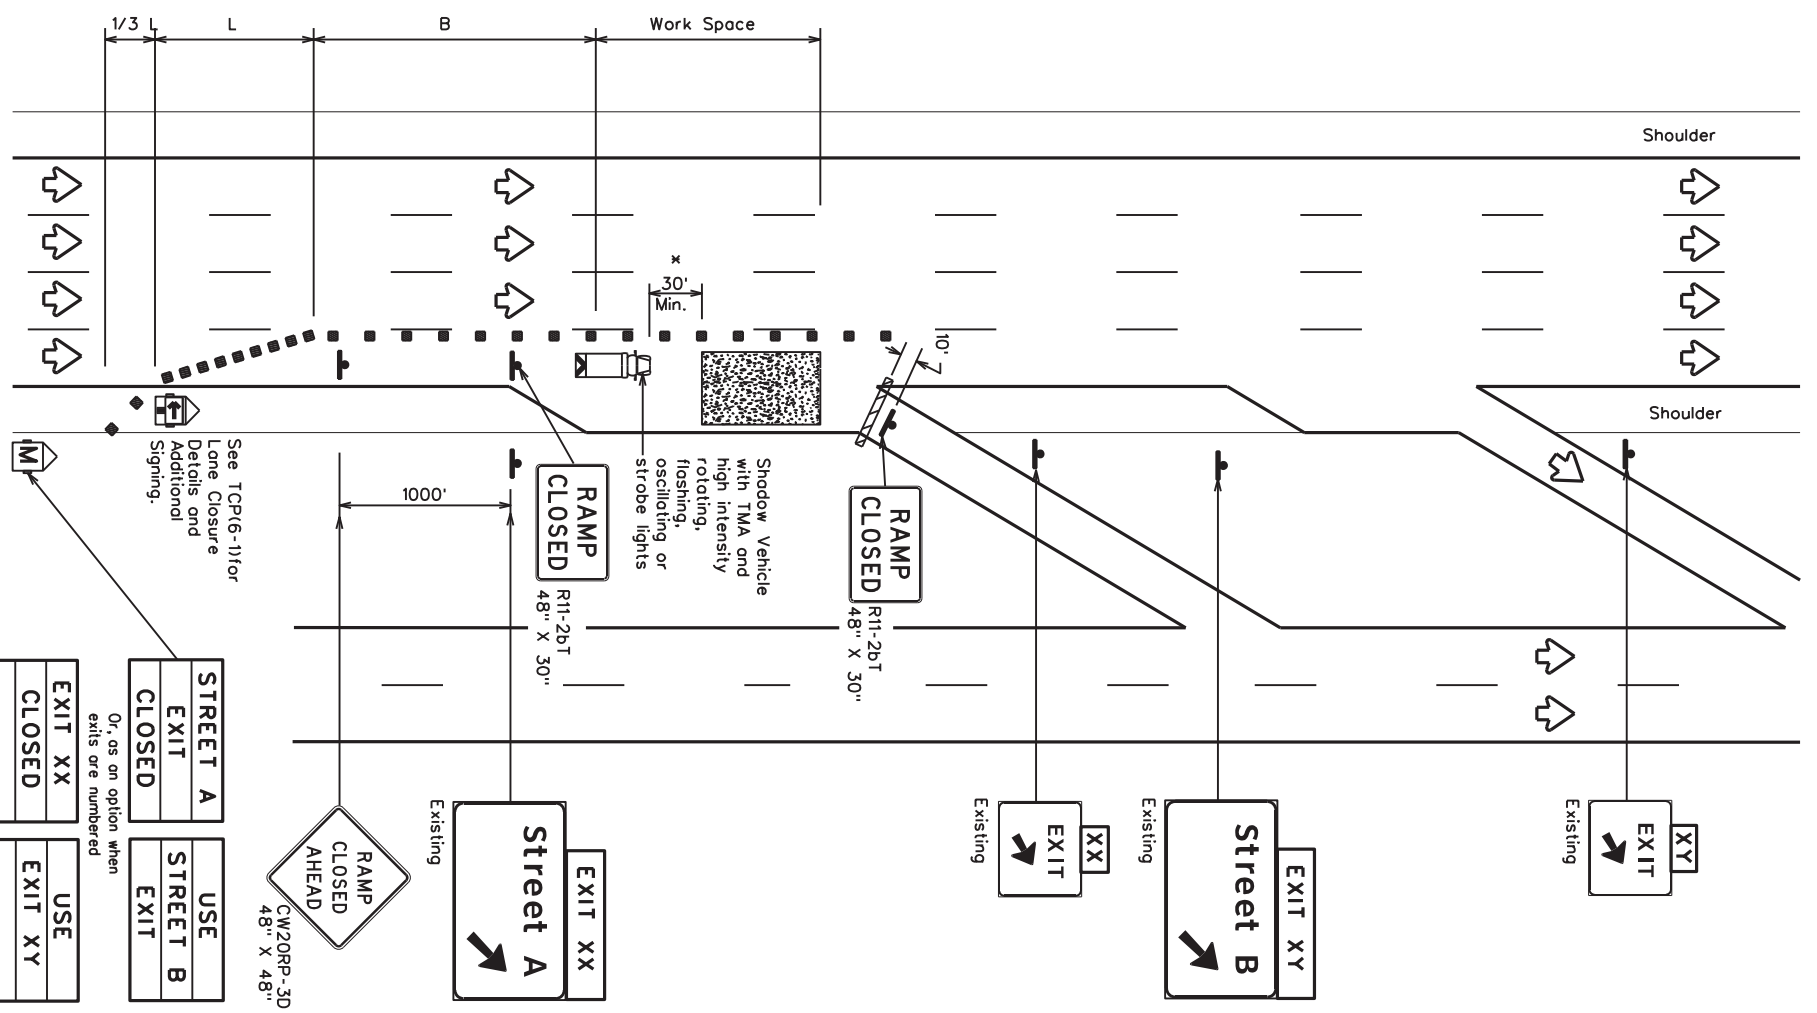 1/3 L
L
B
Work Space
Shoulder
*
30'
Min.
10'
Shoulder
M
See TCP(6-1)for
Lane Closure
Details and
Additional
Signing.
1000'
RAMP
CLOSED
R11-2bT
48" X 30"
Shadow Vehicle
with TMA and
high intensity
rotating,
flashing,
oscillating or
strobe lights
RAMP
CLOSED
R11-2bT
48" X 30"
STREET A
EXIT
CLOSED
USE
STREET B
EXIT
Or, as an option when
exits are numbered
EXIT XX
CLOSED
USE
EXIT XY
RAMP
CLOSED
AHEAD
CW20RP-3D
48" X 48"
EXIT XX
Street A
Existing
XX
EXIT
Existing
EXIT XY
Street B
Existing
XY
EXIT
Existing